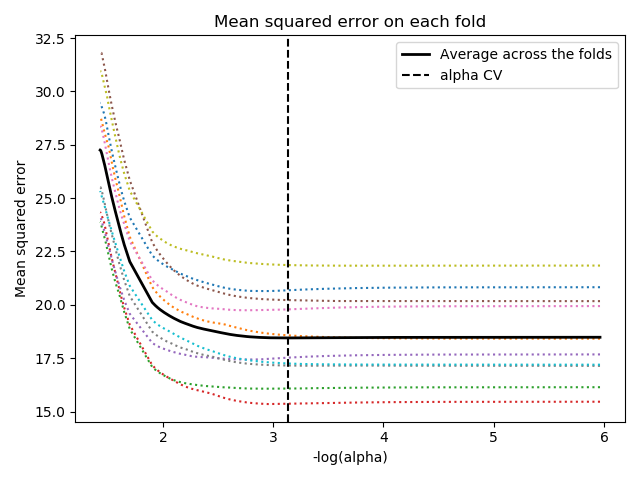 Mean squared error on each fold
32.5
30.0
27.5
25.0
22.5
20.0
17.5
15.0
Mean squared error
Average across the folds
alpha CV
2 3 4 5 6
-log(alpha)